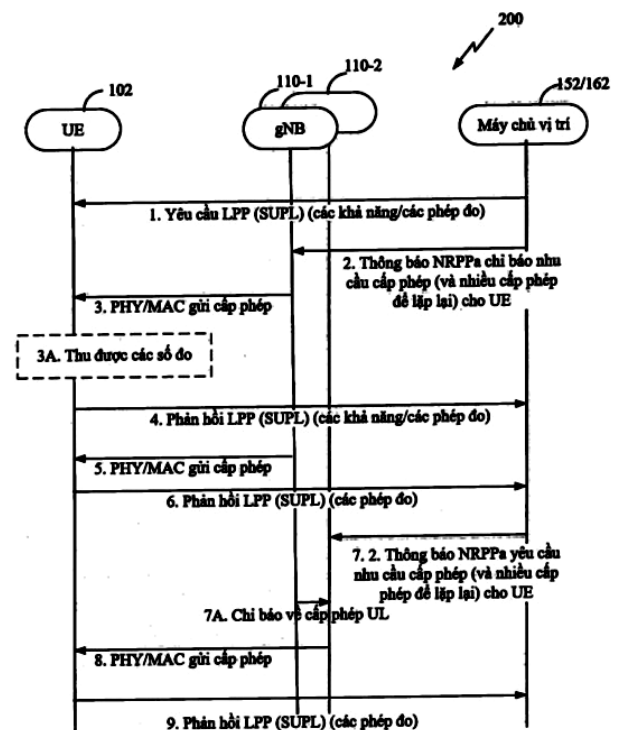 200
110-2
102
110-1
152/162
UE
gNB
Máy chủ vị trí
1. Yêu cầu LPP (SUPL) (các khả năng/các phép đo)
2. Thông báo NRPPa chỉ báo nhu
cầu cấp phép (và nhiều cấp phép
để lặp lại) cho UE
3. PHY/MAC gửi cấp phép
3A. Thu được các số đo
4. Phản hồi LPP (SUPL) (các khả năng/các phép đo)
5. PHY/MAC gửi cấp phép
6. Phản hồi LPP (SUPL) (các phép đo)
7. 2. Thông báo NRPPa yêu cầu
nhu cầu cấp phép (và nhiều cấp
phép để lặp lại) cho UE
7A. Chỉ báo về cấp phép UL
8. PHY/MAC gửi cấp phép
9. Phản hồi LPP (SUPL) (các phép đo)